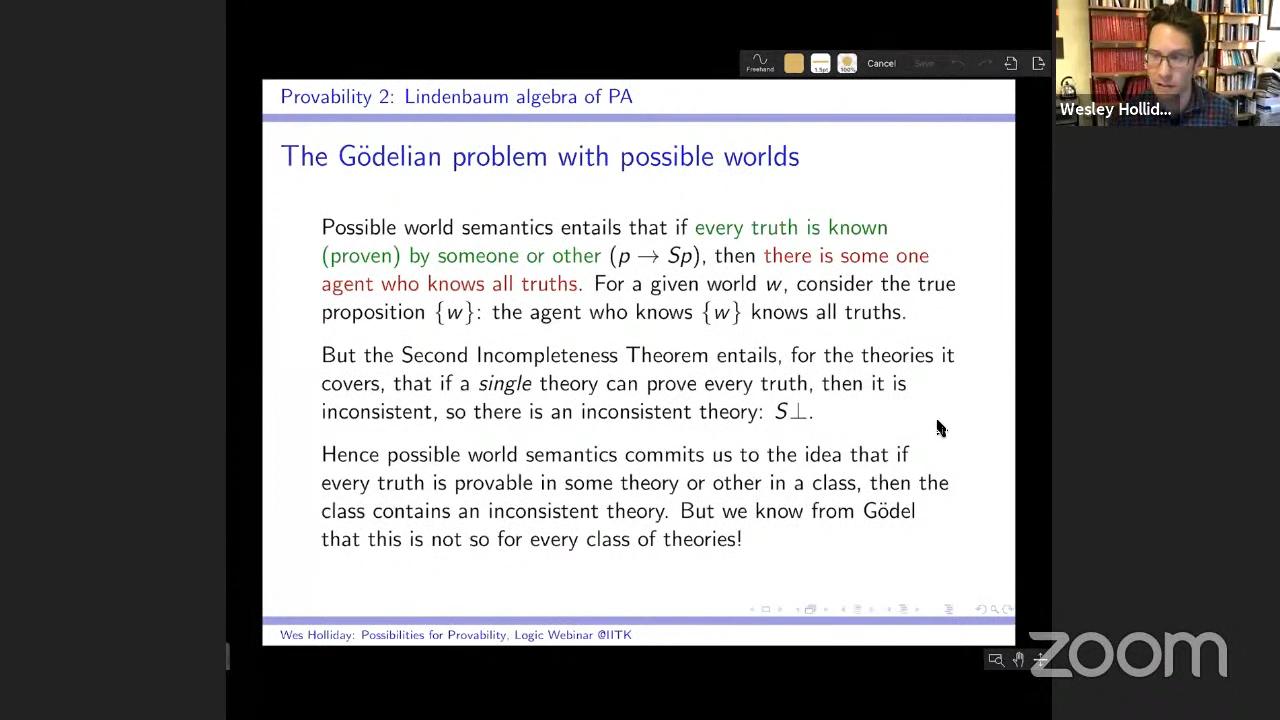 Freehand
1.5pt
100%
Cancel
Save
Wesley Hollid...
Provability 2: Lindenbaum algebra of PA
The Gödelian problem with possible worlds
Possible world semantics entails that if every truth is known
(proven) by someone or other (p → Sp), then there is some one
agent who knows all truths. For a given world w, consider the true
proposition {w}: the agent who knows {w} knows all truths.
But the Second Incompleteness Theorem entails, for the theories it
covers, that if a single theory can prove every truth, then it is
inconsistent, so there is an inconsistent theory: S⊥.
Hence possible world semantics commits us to the idea that if
every truth is provable in some theory or other in a class, then the
class contains an inconsistent theory. But we know from Gödel
that this is not so for every class of theories!
Wes Holliday: Possibilities for Provability, Logic Webinar @IITK
zoom